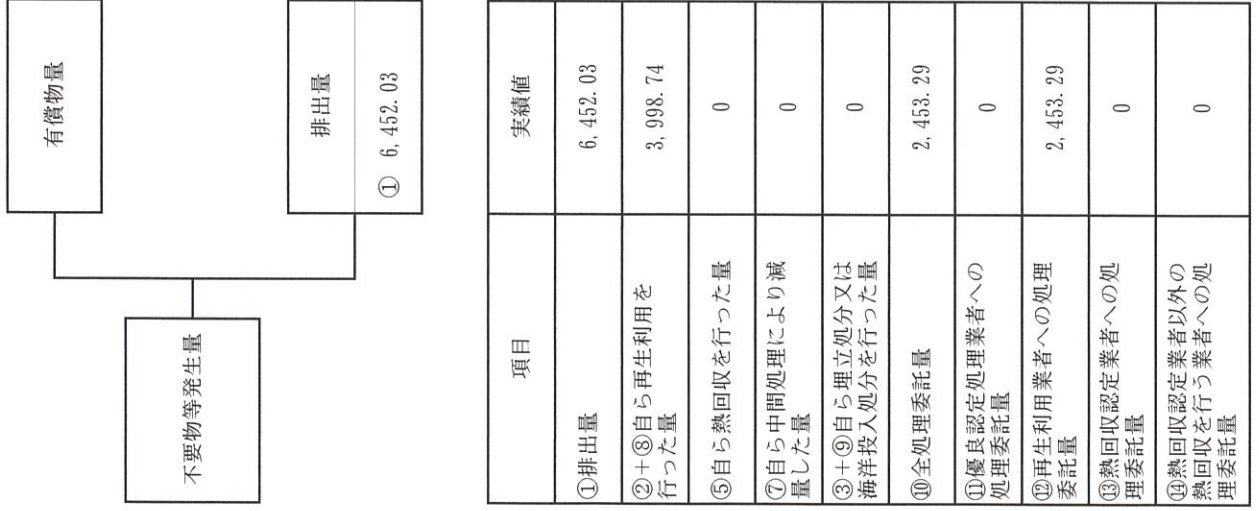 不要物等発生量
有償物量
排出量
① 6,452.03
項目
実績値
①排出量
6,452.03
②+⑧自ら再生利用を
行った量
3,998.74
⑤自ら熱回収を行った量
0
⑦自ら中間処理により減
量した量
0
③+⑨自ら埋立処分又は
海洋投入処分を行った量
0
⑩全処理委託量
2,453.29
⑪優良認定処理業者への
処理委託量
0
⑫再生利用業者への処理
委託量
2,453.29
⑬熱回収認定業者への処
理委託量
0
⑭熱回収認定業者以外の
熱回収を行う業者への処
理委託量
0